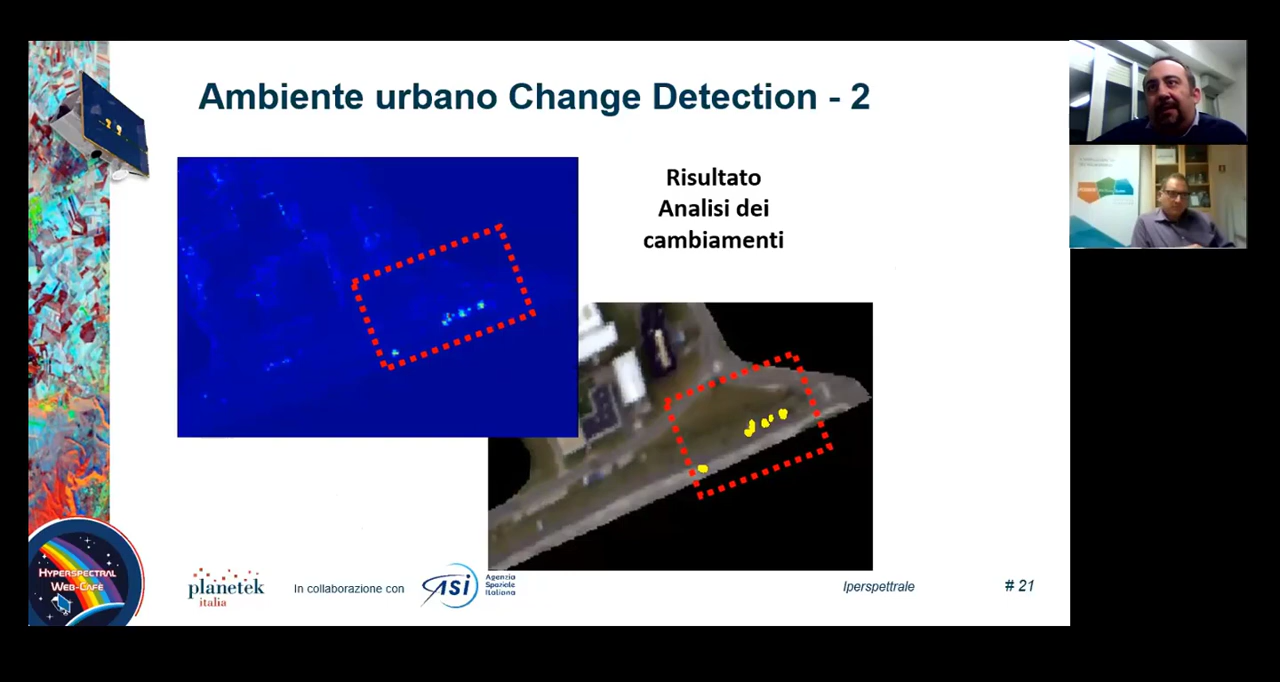 Ambiente urbano Change Detection - 2
Risultato
Analisi dei
cambiamenti
HYPERSPECTRAL
WEB-CAFÈ
planetek
italia
In collaborazione con
ASI
Agenzia
Spaziale
Italiana
Iperspettrale
# 21